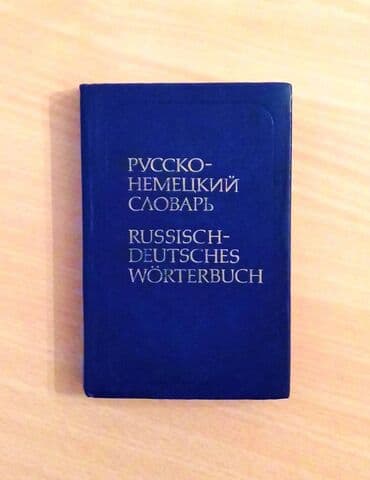 РУССКО-
НЕМЕЦКИЙ
СЛОВАРЬ
RUSSISCH-
DEUTSCHES
WÖRTERBUCH